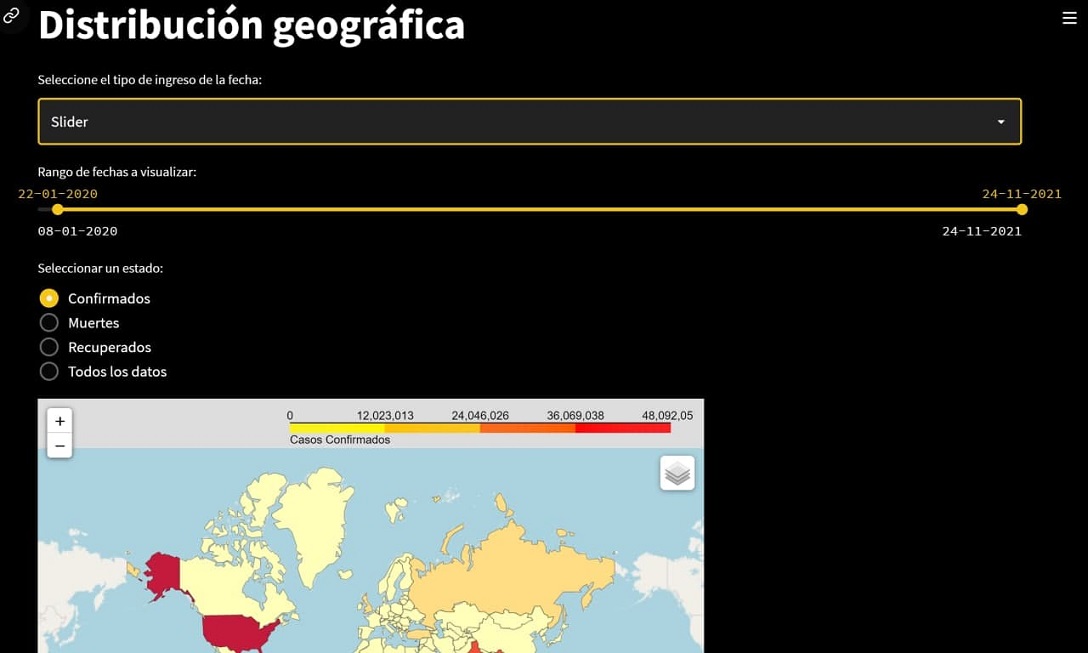 Distribución geográfica
Seleccione el tipo de ingreso de la fecha:
Slider
Rango de fechas a visualizar:
22-01-2020 24-11-2021
08-01-2020 24-11-2021
Seleccionar un estado:
Confirmados
Muertes
Recuperados
Todos los datos
+
−
0 12,023,013 24,046,026 36,069,038 48,092,05
Casos Confirmados